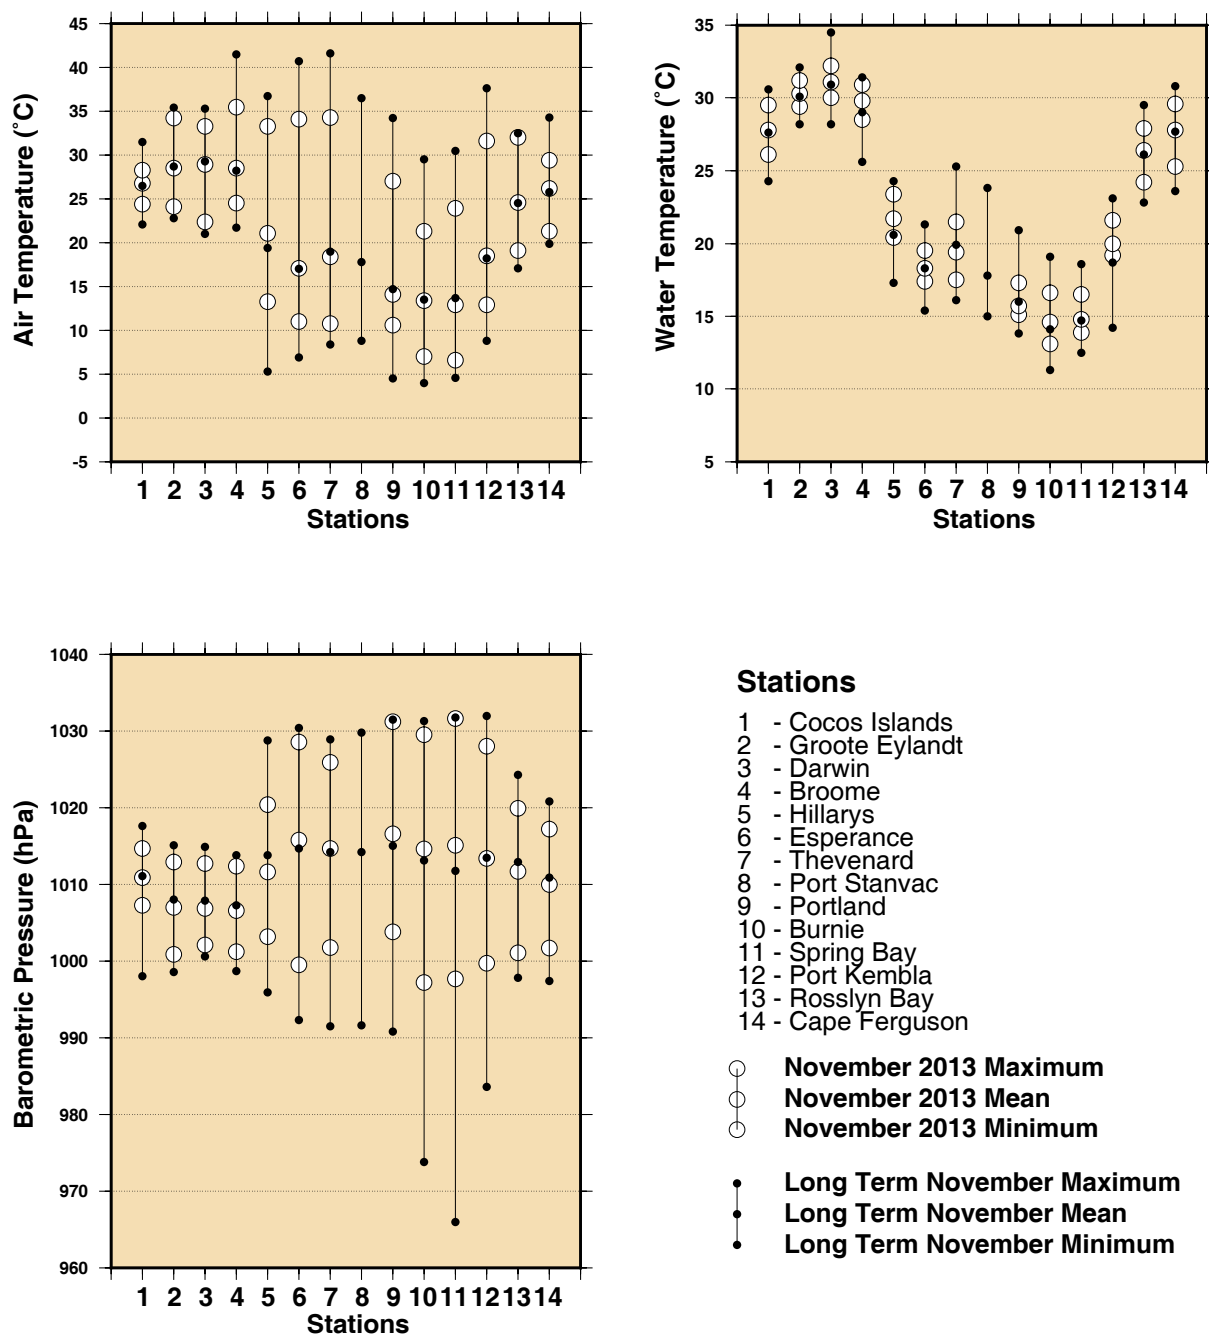 45
40
35
30
25
20
15
10
5
0
-5
Air Temperature (˚C)
1 2 3 4 5 6 7 8 9 10 11 12 13 14
Stations
35
30
25
20
15
10
5
Water Temperature (˚C)
1 2 3 4 5 6 7 8 9 10 11 12 13 14
Stations
1040
1030
1020
1010
1000
990
980
970
960
Barometric Pressure (hPa)
1 2 3 4 5 6 7 8 9 10 11 12 13 14
Stations
Stations
1 - Cocos Islands
2 - Groote Eylandt
3 - Darwin
4 - Broome
5 - Hillarys
6 - Esperance
7 - Thevenard
8 - Port Stanvac
9 - Portland
10 - Burnie
11 - Spring Bay
12 - Port Kembla
13 - Rosslyn Bay
14 - Cape Ferguson
November 2013 Maximum
November 2013 Mean
November 2013 Minimum
Long Term November Maximum
Long Term November Mean
Long Term November Minimum